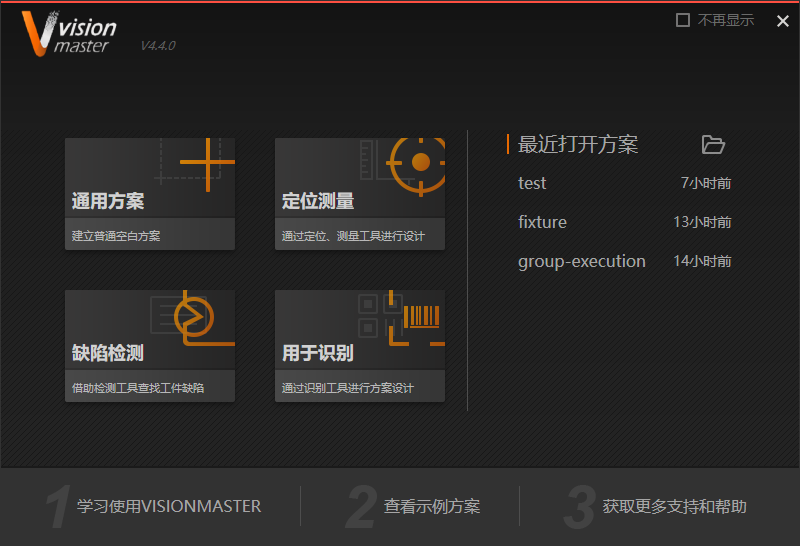 vision
master
V4.4.0
不再显示
通用方案
建立普通空白方案
定位测量
通过定位、测量工具进行设计
缺陷检测
借助检测工具查找工件缺陷
用于识别
通过识别工具进行方案设计
最近打开方案
test 7小时前
fixture 13小时前
group-execution 14小时前
1 学习使用VISIONMASTER
2 查看示例方案
3 获取更多支持和帮助